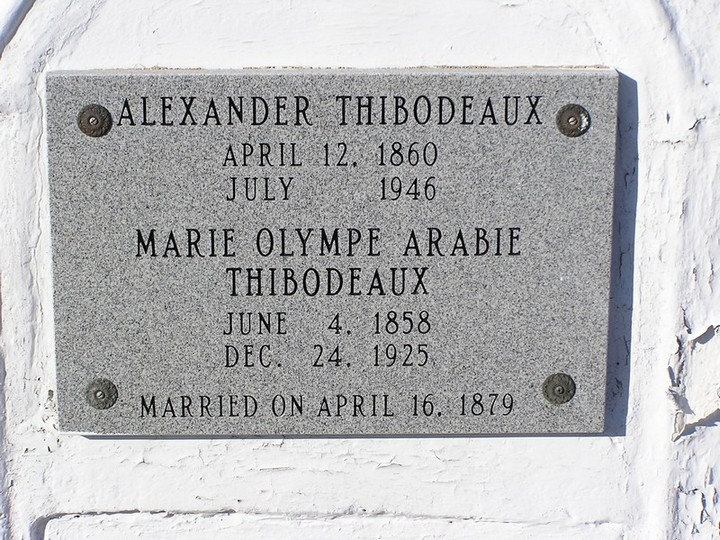 ALEXANDER THIBODEAUX
APRIL 12, 1860
JULY 1946
MARIE OLYMPE ARABIE
THIBODEAUX
JUNE 4, 1858
DEC. 24, 1925
MARRIED ON APRIL 16, 1879